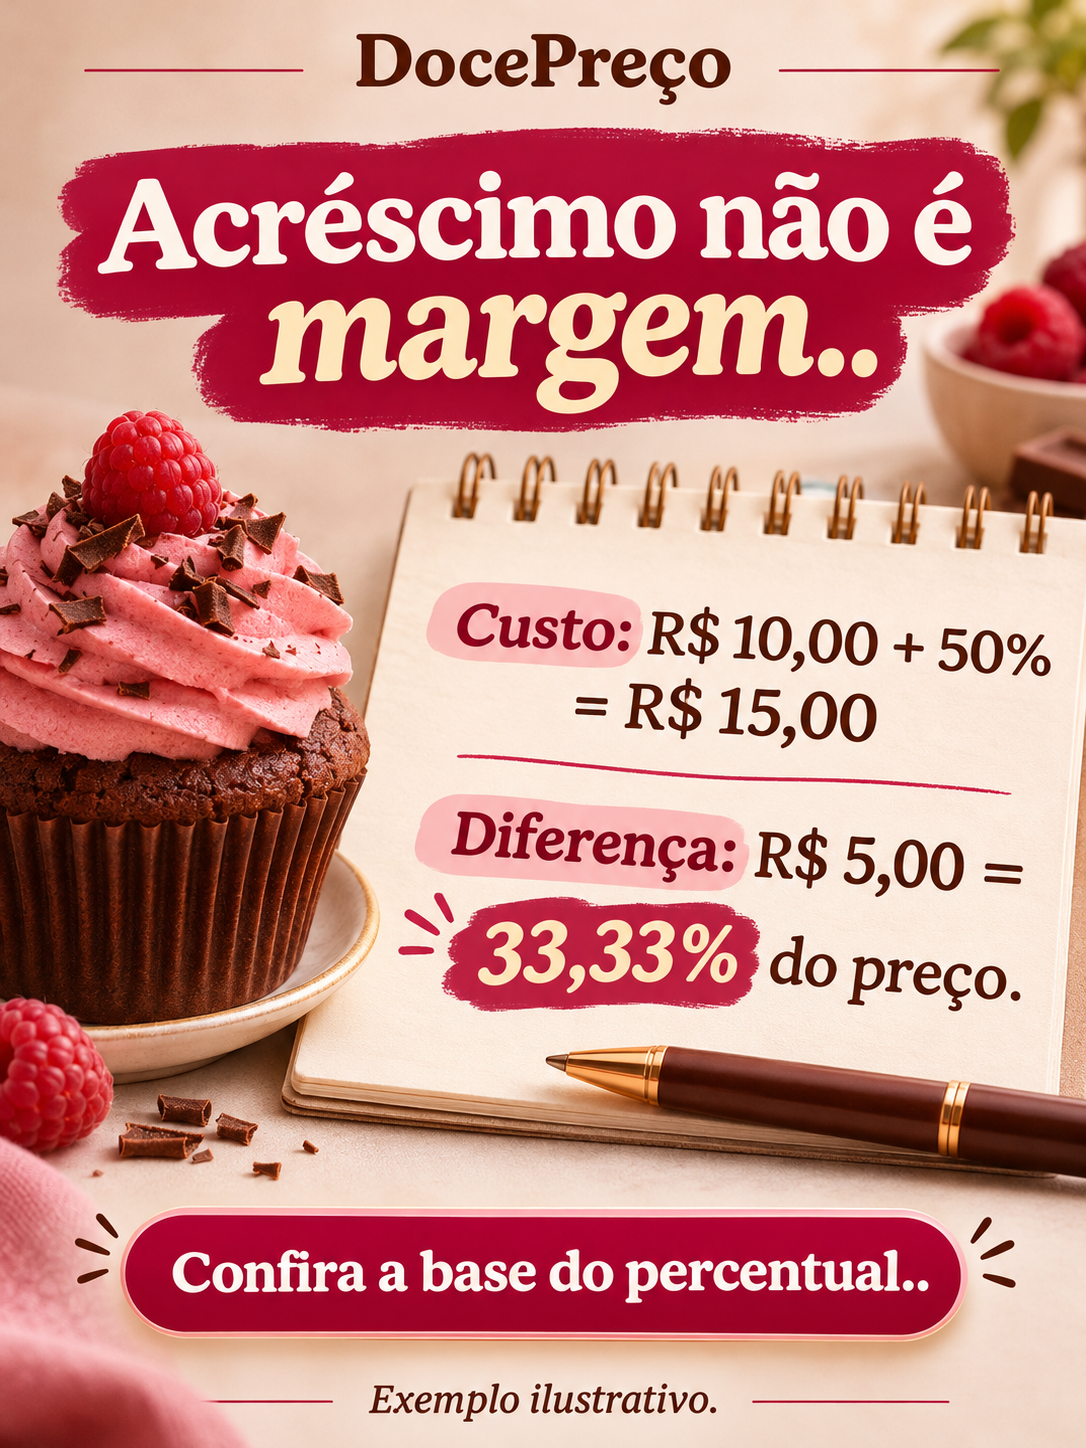 DocePreço
Acréscimo não é
margem..
Custo: R$ 10,00 + 50%
= R$ 15,00
Diferença: R$ 5,00 =
33,33% do preço.
Confira a base do percentual..
Exemplo ilustrativo.